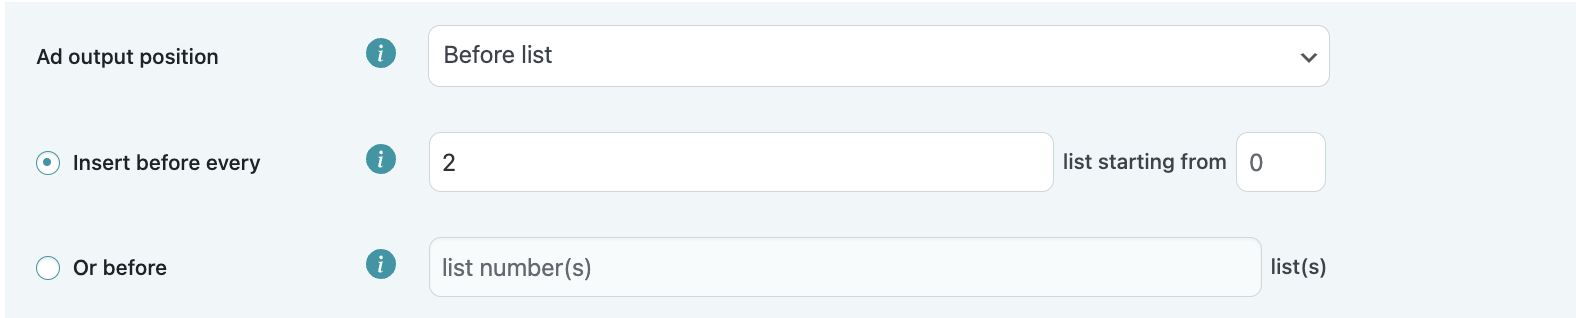 Ad output position i Before list
Insert before every i 2 list starting from 0
Or before i list number(s) list(s)